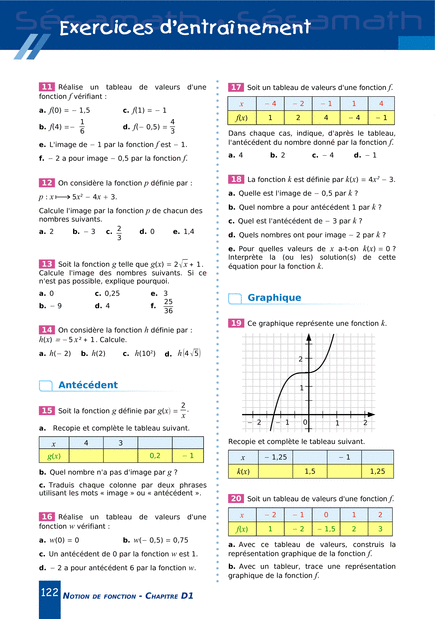 Sésamath Sésamath
Exercices d'entraînement
11 Réalise un tableau de valeurs d'une
fonction f vérifiant :
a. f(0) = − 1,5 c. f(1) = − 1
b. f(4) = − 1/6 d. f(− 0,5) = 4/3
e. L'image de − 1 par la fonction f est − 1.
f. − 2 a pour image − 0,5 par la fonction f.
12 On considère la fonction p définie par :
p : x ⟼ 5x² − 4x + 3.
Calcule l'image par la fonction p de chacun des
nombres suivants.
a. 2 b. − 3 c. 2/3 d. 0 e. 1,4
13 Soit la fonction g telle que g(x) = 2√x + 1.
Calcule l'image des nombres suivants. Si ce
n'est pas possible, explique pourquoi.
a. 0 c. 0,25 e. 3
b. − 9 d. 4 f. 25/36
14 On considère la fonction h définie par :
h(x) = − 5x² + 1. Calcule.
a. h(− 2) b. h(2) c. h(10²) d. h(4√5)
Antécédent
15 Soit la fonction g définie par g(x) = 2/x.
a. Recopie et complète le tableau suivant.
x 4 3
g(x) 0,2 − 1
b. Quel nombre n'a pas d'image par g ?
c. Traduis chaque colonne par deux phrases
utilisant les mots « image » ou « antécédent ».
16 Réalise un tableau de valeurs d'une
fonction w vérifiant :
a. w(0) = 0 b. w(− 0,5) = 0,75
c. Un antécédent de 0 par la fonction w est 1.
d. − 2 a pour antécédent 6 par la fonction w.
17 Soit un tableau de valeurs d'une fonction f.
x − 4 − 2 − 1 1 4
f(x) 1 2 4 − 4 − 1
Dans chaque cas, indique, d'après le tableau,
l'antécédent du nombre donné par la fonction f.
a. 4 b. 2 c. − 4 d. − 1
18 La fonction k est définie par k(x) = 4x² − 3.
a. Quelle est l'image de − 0,5 par k ?
b. Quel nombre a pour antécédent 1 par k ?
c. Quel est l'antécédent de − 3 par k ?
d. Quels nombres ont pour image − 2 par k ?
e. Pour quelles valeurs de x a-t-on k(x) = 0 ?
Interprète la (ou les) solution(s) de cette
équation pour la fonction k.
Graphique
19 Ce graphique représente une fonction k.
2
1
− 2 − 1 0 1 2
Recopie et complète le tableau suivant.
x − 1,25 − 1
k(x) 1,5 1,25
20 Soit un tableau de valeurs d'une fonction f.
x − 2 − 1 0 1 2
f(x) 1 − 2 − 1,5 2 3
a. Avec ce tableau de valeurs, construis la
représentation graphique de la fonction f.
b. Avec un tableur, trace une représentation
graphique de la fonction f.
122 Notion de fonction - Chapitre D1